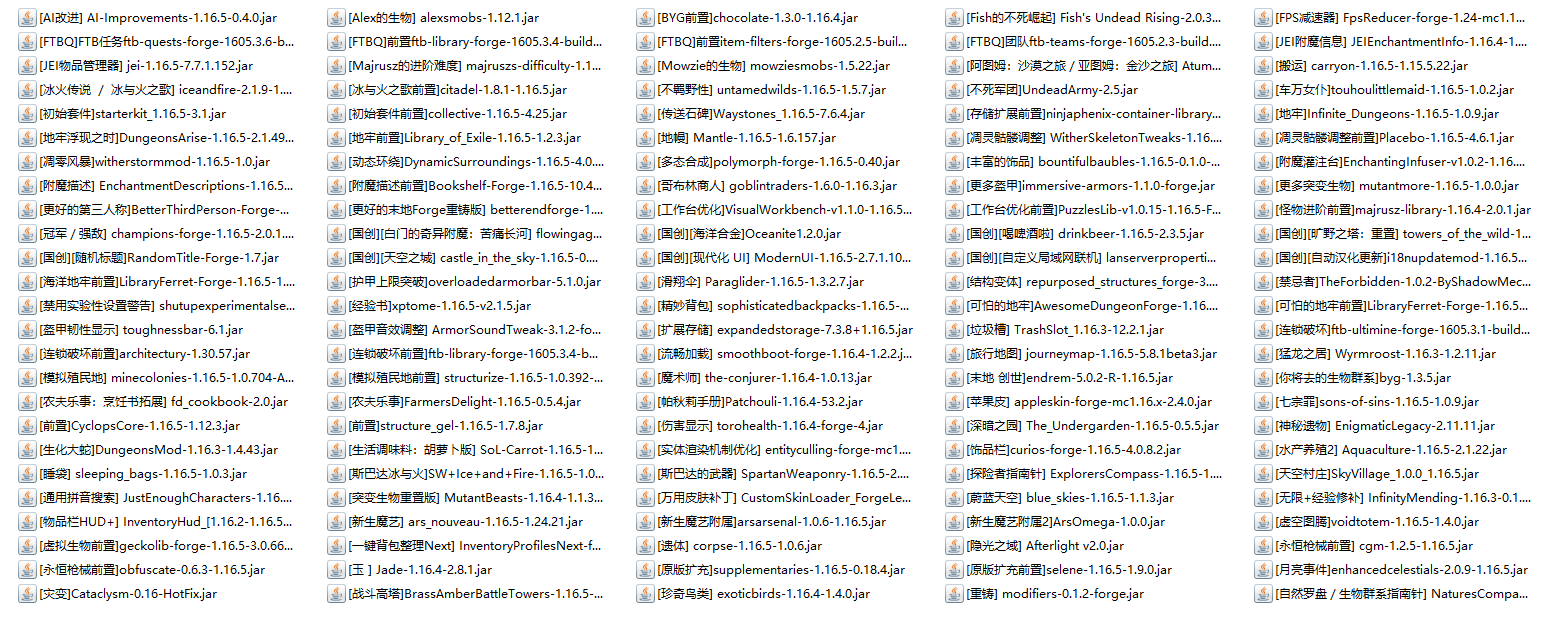 [AI改进] AI-Improvements-1.16.5-0.4.0.jar
[Alex的生物] alexsmobs-1.12.1.jar
[BYG前置]chocolate-1.3.0-1.16.4.jar
[Fish的不死崛起] Fish's Undead Rising-2.0.3...
[FPS减速器] FpsReducer-forge-1.24-mc1.1...
[FTBQ]FTB任务ftb-quests-forge-1605.3.6-b...
[FTBQ]前置ftb-library-forge-1605.3.4-build...
[FTBQ]前置item-filters-forge-1605.2.5-buil...
[FTBQ]团队ftb-teams-forge-1605.2.3-build....
[JEI附魔信息] JEIEnchantmentInfo-1.16.4-1....
[JEI物品管理器] jei-1.16.5-7.7.1.152.jar
[Majrusz的进阶难度] majruszs-difficulty-1.1...
[Mowzie的生物] mowziesmobs-1.5.22.jar
[阿图姆：沙漠之旅 / 亚图姆：金沙之旅] Atum...
[搬运] carryon-1.16.5-1.15.5.22.jar
[冰火传说 / 冰与火之歌] iceandfire-2.1.9-1....
[冰与火之歌前置]citadel-1.8.1-1.16.5.jar
[不羁野性] untamedwilds-1.16.5-1.5.7.jar
[不死军团]UndeadArmy-2.5.jar
[车万女仆]touhoulittlemaid-1.16.5-1.0.2.jar
[初始套件]starterkit_1.16.5-3.1.jar
[初始套件前置]collective-1.16.5-4.25.jar
[传送石碑]Waystones_1.16.5-7.6.4.jar
[存储扩展前置]ninjaphenix-container-library...
[地牢]Infinite_Dungeons-1.16.5-1.0.9.jar
[地牢浮现之时]DungeonsArise-1.16.5-2.1.49...
[地牢前置]Library_of_Exile-1.16.5-1.2.3.jar
[地幔] Mantle-1.16.5-1.6.157.jar
[凋灵骷髅调整] WitherSkeletonTweaks-1.16....
[凋灵骷髅调整前置]Placebo-1.16.5-4.6.1.jar
[凋零风暴]witherstormmod-1.16.5-1.0.jar
[动态环绕]DynamicSurroundings-1.16.5-4.0....
[多态合成]polymorph-forge-1.16.5-0.40.jar
[丰富的饰品] bountifulbaubles-1.16.5-0.1.0-...
[附魔灌注台]EnchantingInfuser-v1.0.2-1.16....
[附魔描述] EnchantmentDescriptions-1.16.5...
[附魔描述前置]Bookshelf-Forge-1.16.5-10.4...
[哥布林商人] goblintraders-1.6.0-1.16.3.jar
[更多盔甲]immersive-armors-1.1.0-forge.jar
[更多突变生物] mutantmore-1.16.5-1.0.0.jar
[更好的第三人称]BetterThirdPerson-Forge-...
[更好的末地Forge重铸版] betterendforge-1....
[工作台优化]VisualWorkbench-v1.1.0-1.16.5...
[工作台优化前置]PuzzlesLib-v1.0.15-1.16.5-F...
[怪物进阶前置]majrusz-library-1.16.4-2.0.1.jar
[冠军 / 强敌] champions-forge-1.16.5-2.0.1....
[国创][白门的奇异附魔：苦痛长河] flowingag...
[国创][海洋合金]Oceanite1.2.0.jar
[国创][喝啤酒啦] drinkbeer-1.16.5-2.3.5.jar
[国创][旷野之塔：重置] towers_of_the_wild-1...
[国创][随机标题]RandomTitle-Forge-1.7.jar
[国创][天空之城] castle_in_the_sky-1.16.5-0....
[国创][现代化 UI] ModernUI-1.16.5-2.7.1.10...
[国创][自定义局域网联机] lanserverproperti...
[国创][自动汉化更新]i18nupdatemod-1.16.5...
[海洋地牢前置]LibraryFerret-Forge-1.16.5-1....
[护甲上限突破]overloadedarmorbar-5.1.0.jar
[滑翔伞] Paraglider-1.16.5-1.3.2.7.jar
[结构变体] repurposed_structures_forge-3....
[禁忌者]TheForbidden-1.0.2-ByShadowMec...
[禁用实验性设置警告] shutupexperimentalse...
[经验书]xptome-1.16.5-v2.1.5.jar
[精妙背包] sophisticatedbackpacks-1.16.5-...
[可怕的地牢]AwesomeDungeonForge-1.16....
[可怕的地牢前置]LibraryFerret-Forge-1.16.5...
[盔甲韧性显示] toughnessbar-6.1.jar
[盔甲音效调整] ArmorSoundTweak-3.1.2-fo...
[扩展存储] expandedstorage-7.3.8+1.16.5.jar
[垃圾槽] TrashSlot_1.16.3-12.2.1.jar
[连锁破坏]ftb-ultimine-forge-1605.3.1-build...
[连锁破坏前置]architectury-1.30.57.jar
[连锁破坏前置]ftb-library-forge-1605.3.4-b...
[流畅加载] smoothboot-forge-1.16.4-1.2.2.j...
[旅行地图] journeymap-1.16.5-5.8.1beta3.jar
[猛龙之居] Wyrmroost-1.16.3-1.2.11.jar
[模拟殖民地] minecolonies-1.16.5-1.0.704-A...
[模拟殖民地前置] structurize-1.16.5-1.0.392-...
[魔术师] the-conjurer-1.16.4-1.0.13.jar
[末地 创世]endrem-5.0.2-R-1.16.5.jar
[你将去的生物群系]byg-1.3.5.jar
[农夫乐事：烹饪书拓展] fd_cookbook-2.0.jar
[农夫乐事]FarmersDelight-1.16.5-0.5.4.jar
[帕秋莉手册]Patchouli-1.16.4-53.2.jar
[苹果皮] appleskin-forge-mc1.16.x-2.4.0.jar
[七宗罪]sons-of-sins-1.16.5-1.0.9.jar
[前置]CyclopsCore-1.16.5-1.12.3.jar
[前置]structure_gel-1.16.5-1.7.8.jar
[伤害显示] torohealth-1.16.4-forge-4.jar
[深暗之园] The_Undergarden-1.16.5-0.5.5.jar
[神秘遗物] EnigmaticLegacy-2.11.11.jar
[生化大蛇]DungeonsMod-1.16.3-1.4.43.jar
[生活调味料：胡萝卜版] SoL-Carrot-1.16.5-1...
[实体渲染机制优化] entityculling-forge-mc1....
[饰品栏]curios-forge-1.16.5-4.0.8.2.jar
[水产养殖2] Aquaculture-1.16.5-2.1.22.jar
[睡袋] sleeping_bags-1.16.5-1.0.3.jar
[斯巴达冰与火]SW+Ice+and+Fire-1.16.5-1.0...
[斯巴达的武器] SpartanWeaponry-1.16.5-2....
[探险者指南针] ExplorersCompass-1.16.5-1....
[天空村庄]SkyVillage_1.0.0_1.16.5.jar
[通用拼音搜索] JustEnoughCharacters-1.16....
[突变生物重置版] MutantBeasts-1.16.4-1.1.3...
[万用皮肤补丁] CustomSkinLoader_ForgeLe...
[蔚蓝天空] blue_skies-1.16.5-1.1.3.jar
[无限+经验修补] InfinityMending-1.16.3-0.1....
[物品栏HUD+] InventoryHud_[1.16.2-1.16.5...
[新生魔艺] ars_nouveau-1.16.5-1.24.21.jar
[新生魔艺附属]arsarsenal-1.0.6-1.16.5.jar
[新生魔艺附属2]ArsOmega-1.0.0.jar
[虚空图腾]voidtotem-1.16.5-1.4.0.jar
[虚拟生物前置]geckolib-forge-1.16.5-3.0.66...
[一键背包整理Next] InventoryProfilesNext-f...
[遗体] corpse-1.16.5-1.0.6.jar
[隐光之域] Afterlight v2.0.jar
[永恒枪械前置] cgm-1.2.5-1.16.5.jar
[永恒枪械前置]obfuscate-0.6.3-1.16.5.jar
[玉 ] Jade-1.16.4-2.8.1.jar
[原版扩充]supplementaries-1.16.5-0.18.4.jar
[原版扩充前置]selene-1.16.5-1.9.0.jar
[月亮事件]enhancedcelestials-2.0.9-1.16.5.jar
[灾变]Cataclysm-0.16-HotFix.jar
[战斗高塔]BrassAmberBattleTowers-1.16.5-...
[珍奇鸟类] exoticbirds-1.16.4-1.4.0.jar
[重铸] modifiers-0.1.2-forge.jar
[自然罗盘 / 生物群系指南针] NaturesCompa...